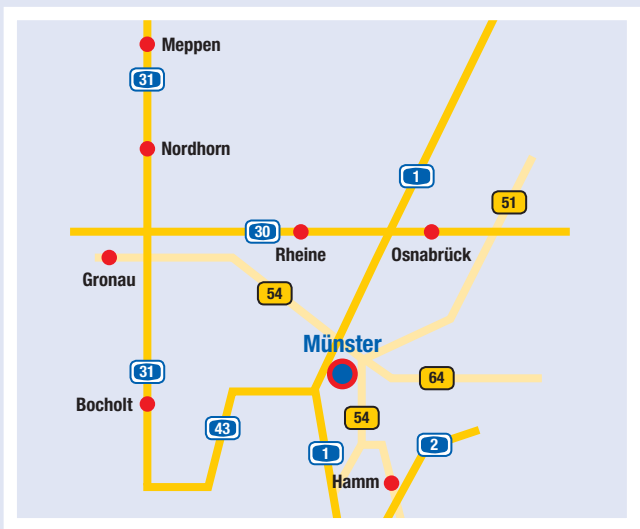 Meppen
31
Nordhorn
1
51
30
Rheine
Osnabrück
Gronau
54
Münster
31
64
Bocholt
54
43
1
2
Hamm